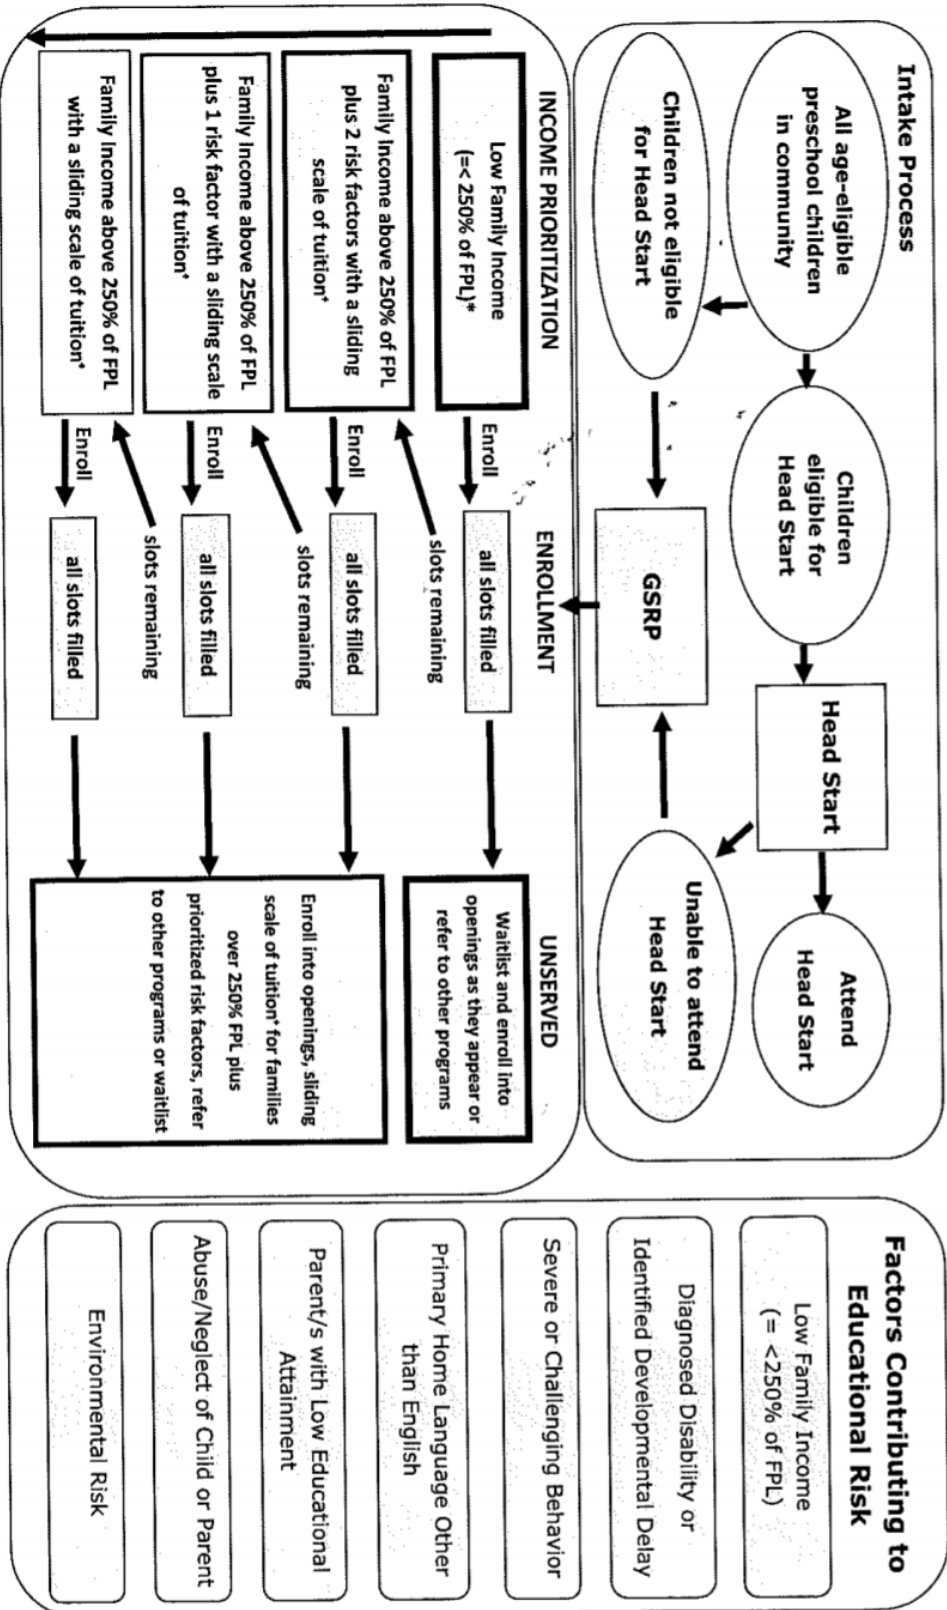 Intake Process
All age-eligible
preschool children
in community
Children
eligible for
Head Start
Head Start
Attend
Head Start
Children not eligible
for Head Start
GSRP
Unable to attend
Head Start
INCOME PRIORITIZATION
ENROLLMENT
UNSERVED
Low Family Income
(=< 250% of FPL)*
Enroll
all slots filled
Waitlist and enroll into
openings as they appear or
refer to other programs
slots remaining
Family Income above 250% of FPL
plus 2 risk factors with a sliding
scale of tuition⁺
Enroll
all slots filled
slots remaining
Family Income above 250% of FPL
plus 1 risk factor with a sliding scale
of tuition⁺
Enroll
all slots filled
slots remaining
Family Income above 250% of FPL
with a sliding scale of tuition⁺
Enroll
all slots filled
Enroll into openings, sliding
scale of tuition⁺ for families
over 250% FPL plus
prioritized risk factors, refer
to other programs or waitlist
Factors Contributing to
Educational Risk
Low Family Income
(= <250% of FPL)
Diagnosed Disability or
Identified Developmental Delay
Severe or Challenging Behavior
Primary Home Language Other
than English
Parent/s with Low Educational
Attainment
Abuse/Neglect of Child or Parent
Environmental Risk